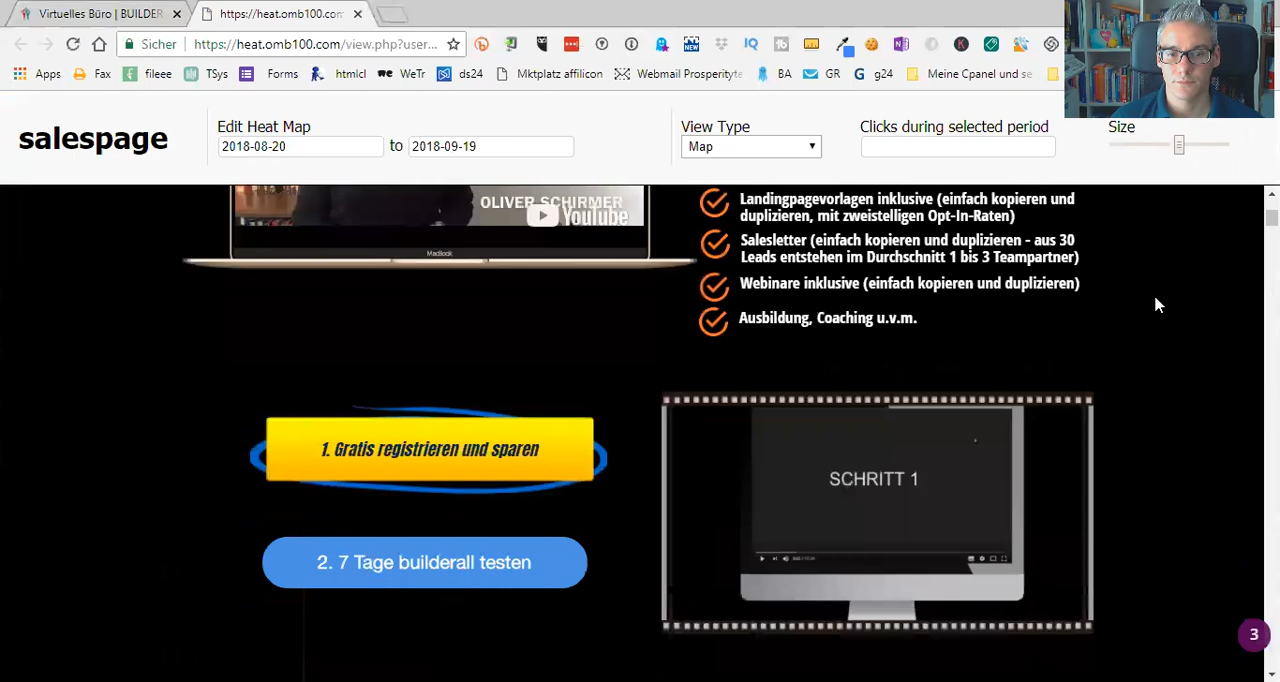 Virtuelles Büro | BUILDER
https://heat.omb100.com
Sicher
https://heat.omb100.com/view.php?user...
NEW
IQ
Apps
Fax
fileee
TSys
Forms
htmlcl
WeTr
ds24
Mktplatz affilicon
Webmail Prosperityte
BA
GR
g24
Meine Cpanel und se
salespage
Edit Heat Map
2018-08-20 to 2018-09-19
View Type
Map
Clicks during selected period
Size
OLIVER SCHIRMER
YouTube
MacBook
Landingpagevorlagen inklusive (einfach kopieren und
duplizieren, mit zweistelligen Opt-In-Raten)
Salesletter (einfach kopieren und duplizieren - aus 30
Leads entstehen im Durchschnitt 1 bis 3 Teampartner)
Webinare inklusive (einfach kopieren und duplizieren)
Ausbildung, Coaching u.v.m.
1. Gratis registrieren und sparen
SCHRITT 1
2. 7 Tage builderall testen
3